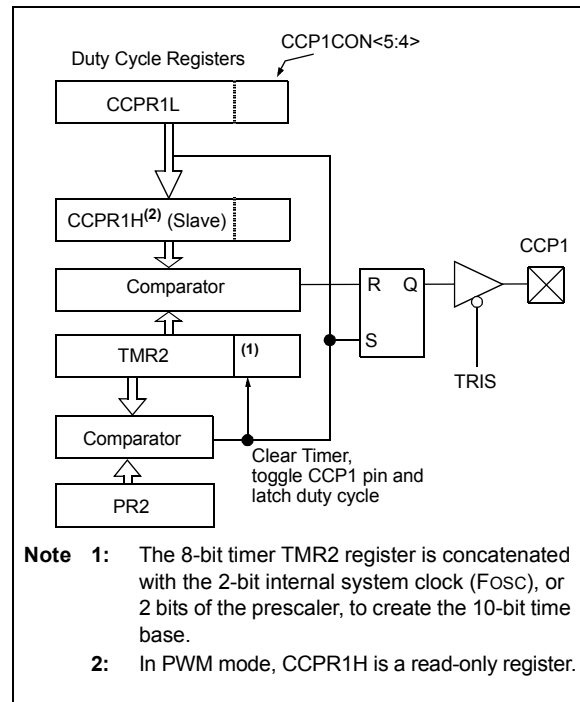 CCP1CON<5:4>
Duty Cycle Registers
CCPR1L
CCPR1H(2) (Slave)
CCP1
Comparator
R Q
TMR2 (1)
S
TRIS
Comparator
Clear Timer,
toggle CCP1 pin and
latch duty cycle
PR2
Note 1: The 8-bit timer TMR2 register is concatenated
with the 2-bit internal system clock (FOSC), or
2 bits of the prescaler, to create the 10-bit time
base.
2: In PWM mode, CCPR1H is a read-only register.